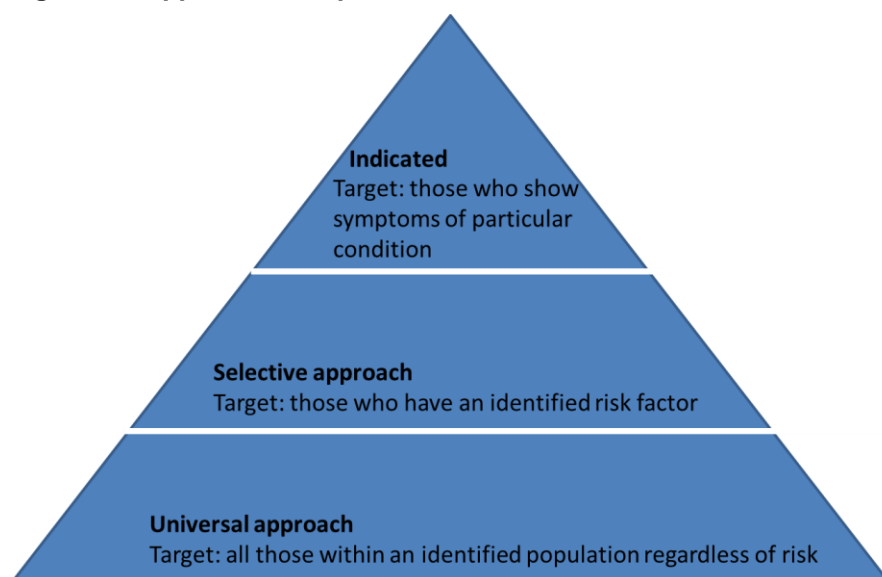 Indicated
Target: those who show
symptoms of particular
condition
Selective approach
Target: those who have an identified risk factor
Universal approach
Target: all those within an identified population regardless of risk